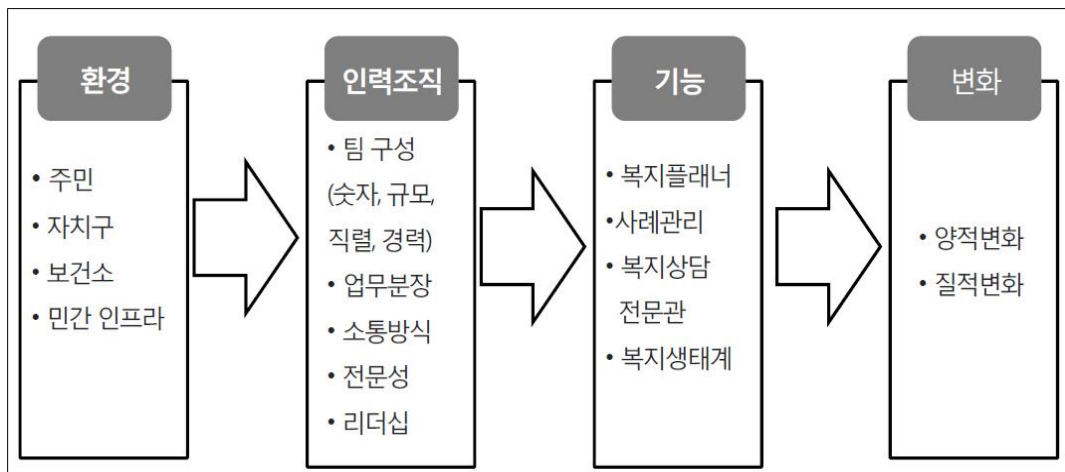 환경
• 주민
• 자치구
• 보건소
• 민간 인프라
인력조직
• 팀 구성
(숫자, 규모,
직렬, 경력)
• 업무분장
• 소통방식
• 전문성
• 리더십
기능
• 복지플래너
•사례관리
• 복지상담
전문관
• 복지생태계
변화
• 양적변화
• 질적변화